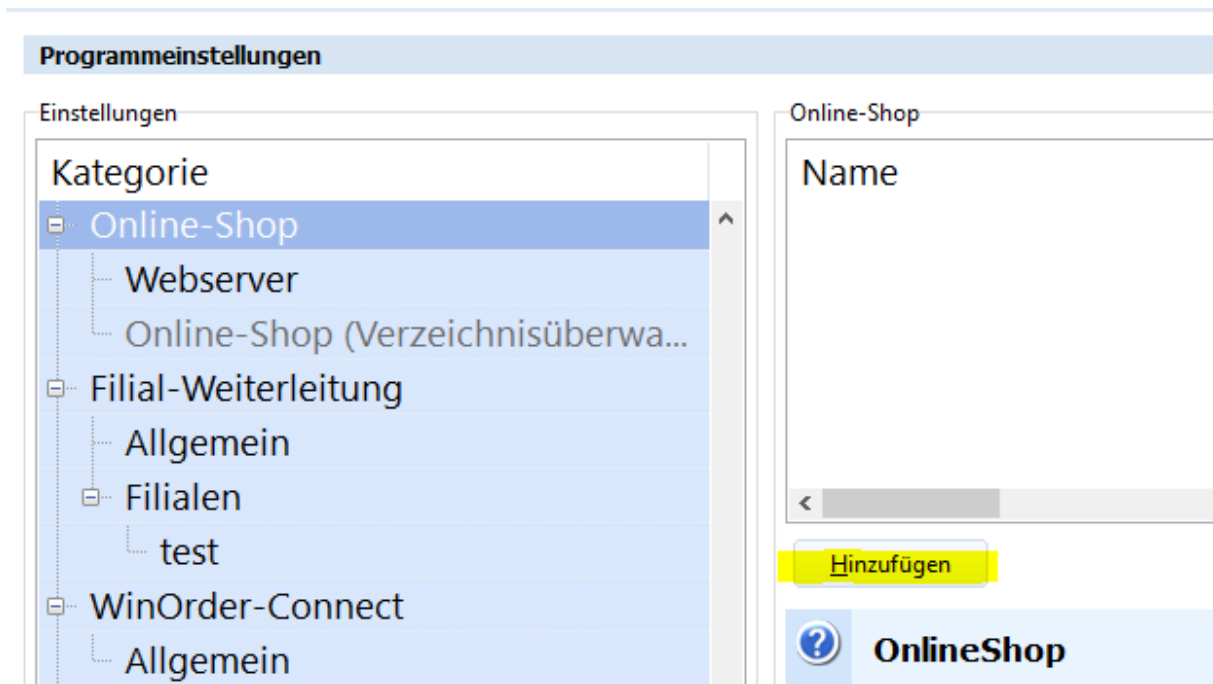 Programmeinstellungen
Einstellungen
Kategorie
Online-Shop
Webserver
Online-Shop (Verzeichnisüberwa...
Filial-Weiterleitung
Allgemein
Filialen
test
WinOrder-Connect
Allgemein
Online-Shop
Name
Hinzufügen
OnlineShop